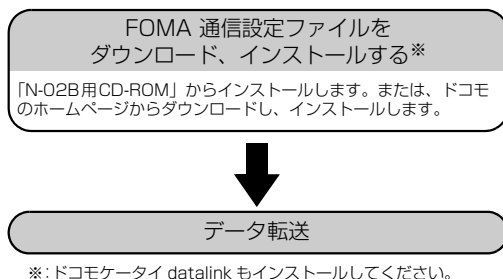 FOMA 通信設定ファイルを
ダウンロード、インストールする※
「N-02B用CD-ROM」からインストールします。または、ドコモ
のホームページからダウンロードし、インストールします。
データ転送
※：ドコモケータイ datalink もインストールしてください。